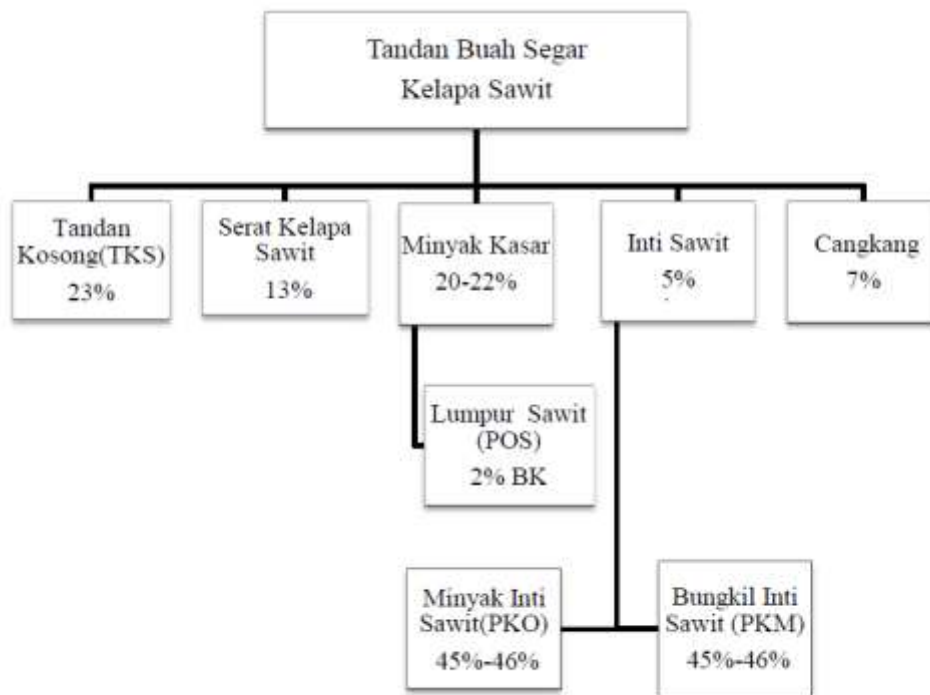 Tandan Buah Segar
Kelapa Sawit
Tandan
Kosong(TKS)
23%
Serat Kelapa
Sawit
13%
Minyak Kasar
20-22%
Inti Sawit
5%
Cangkang
7%
Lumpur Sawit
(POS)
2% BK
Minyak Inti
Sawit(PKO)
45%-46%
Bungkil Inti
Sawit (PKM)
45%-46%